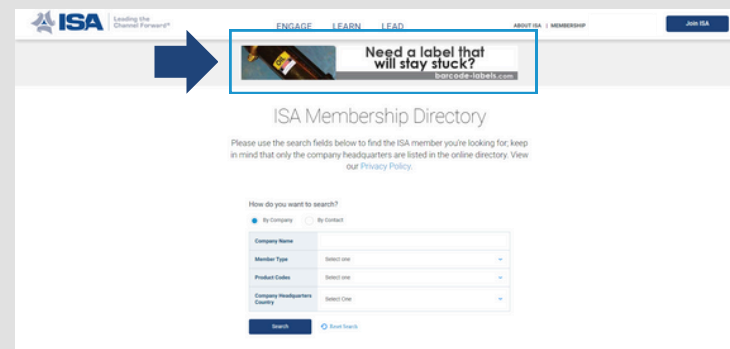 ISA
Leading the
Channel Forward®
ENGAGE LEARN LEAD
ABOUT ISA | MEMBERSHIP
Join ISA
OIL
Need a label that
will stay stuck?
barcode-labels.com
ISA Membership Directory
Please use the search fields below to find the ISA member you're looking for, keep
in mind that only the company headquarters are listed in the online directory. View
our Privacy Policy.
How do you want to search?
By Company By Contact
Company Name
Member Type Select one
Product Codes Select one
Company Headquarters
Country Select One
Search Reset Search